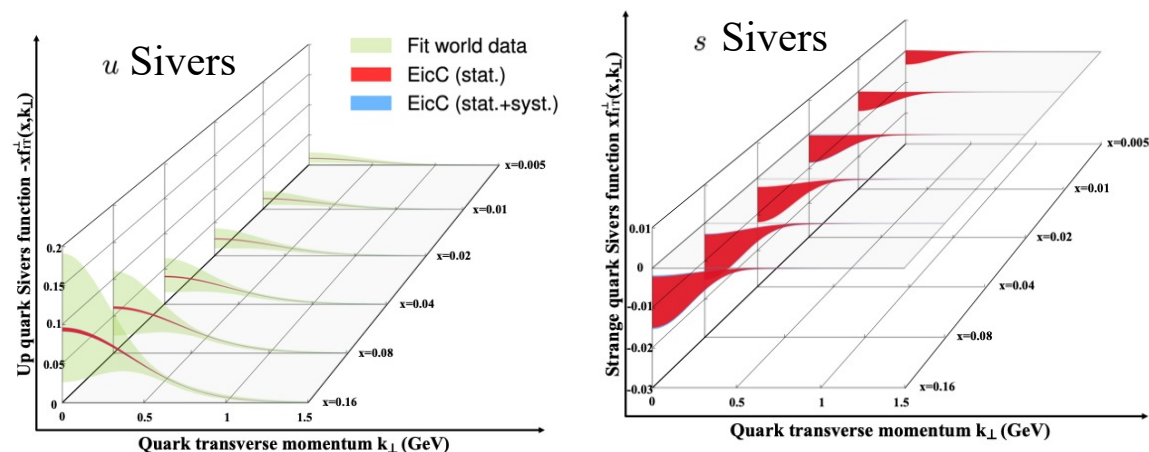 u Sivers
Fit world data
EicC (stat.)
EicC (stat.+syst.)
Up quark Sivers function -xf⊥1T(x,k⊥)
0.2
0.15
0.1
0.05
0
0
0.5
1
1.5
x=0.005
x=0.01
x=0.02
x=0.04
x=0.08
x=0.16
Quark transverse momentum k⊥ (GeV)
s Sivers
Strange quark Sivers function xf⊥1T(x,k⊥)
0.01
0
-0.01
-0.02
-0.03
0
0.5
1
1.5
x=0.005
x=0.01
x=0.02
x=0.04
x=0.08
x=0.16
Quark transverse momentum k⊥ (GeV)